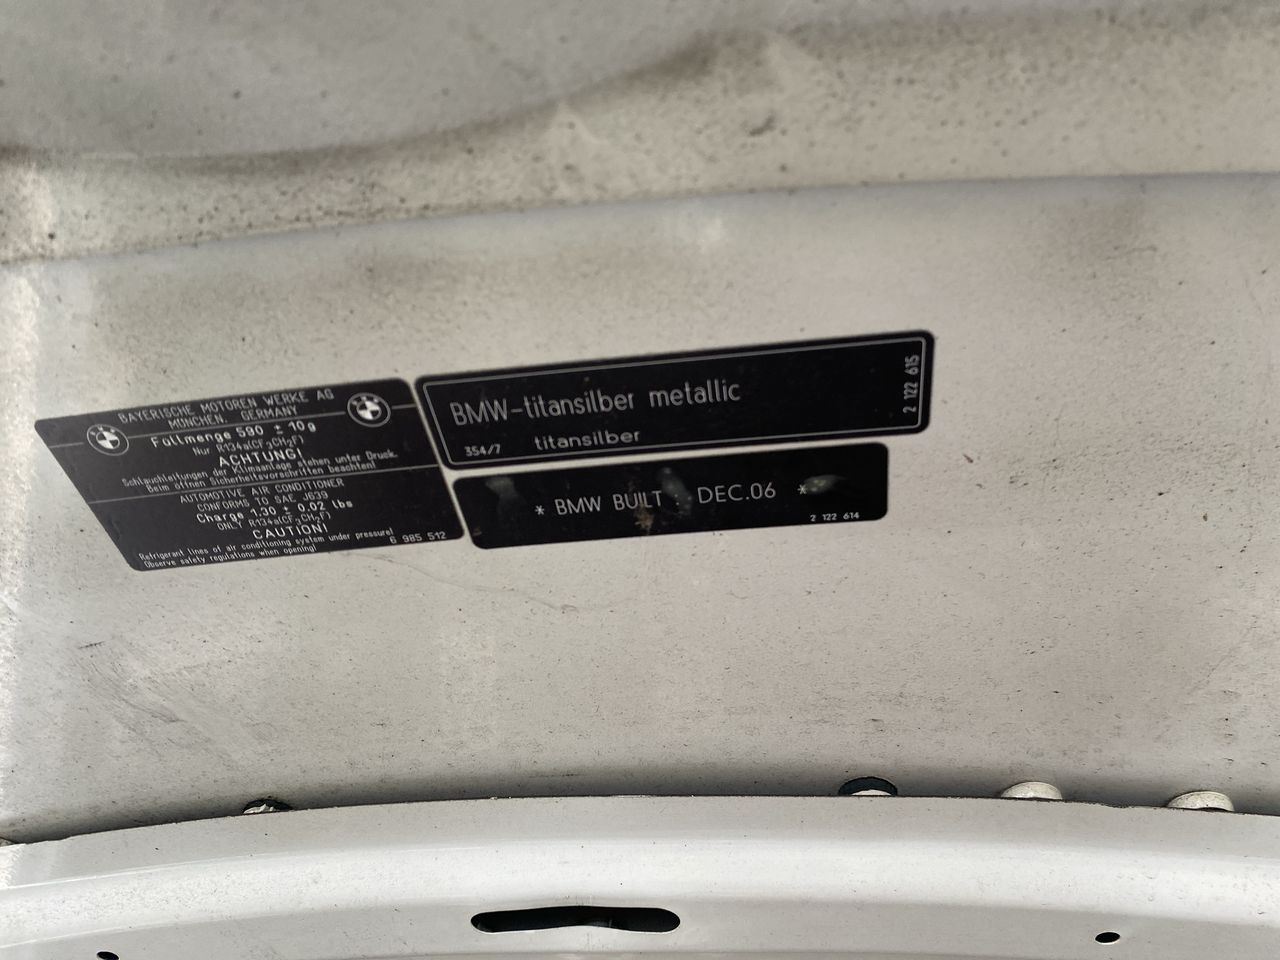 BAYERISCHE MOTOREN WERKE AG
MÜNCHEN, GERMANY
Füllmenge 590 ± 10g
Nur R134a(CF₃CH₂F)
ACHTUNG!
Schlauchleitungen der Klimaanlage stehen unter Druck.
Beim öffnen Sicherheitsvorschriften beachten!
AUTOMOTIVE AIR CONDITIONER
CONFORMS TO SAE J639
Charge 1.30 ± 0.02 lbs
ONLY R134a(CF₃CH₂F)
CAUTION!
Refrigerant lines of air conditioning system under pressure!
Observe safety regulations when opening!
6 985 512
BMW-titansilber metallic
354/7 titansilber
2 122 615
* BMW BUILT : DEC.06 *
2 122 614